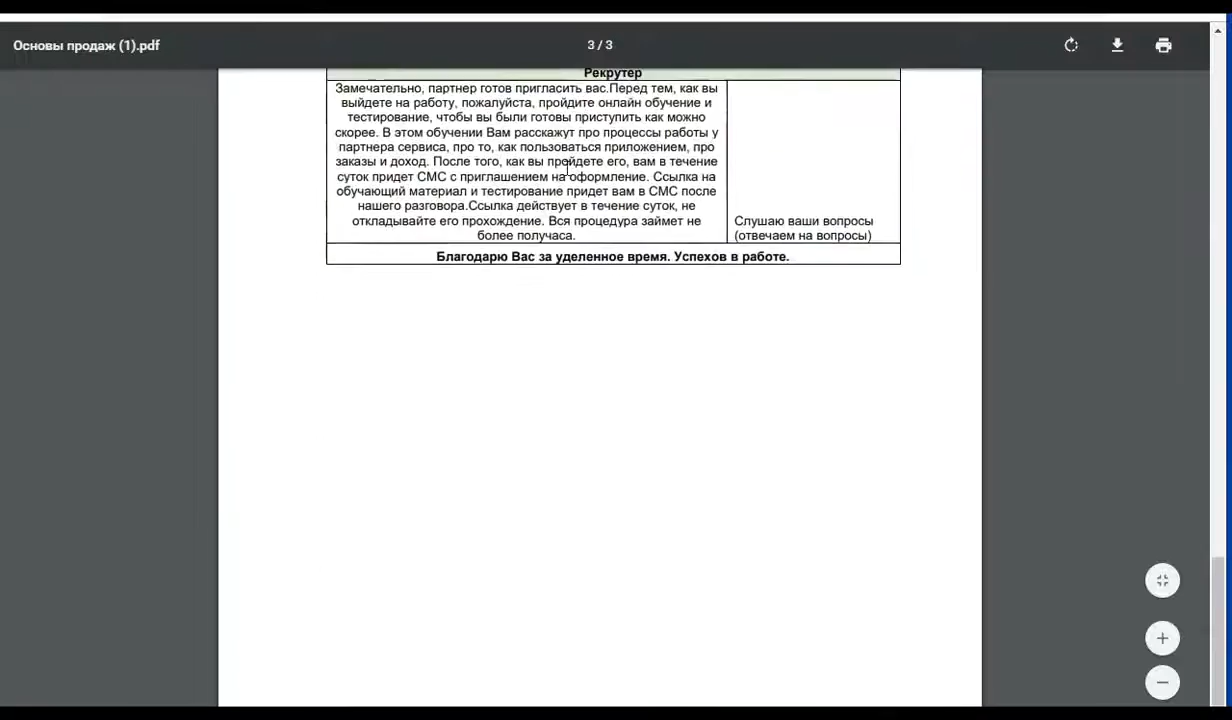 Основы продаж (1).pdf
3 / 3
Рекрутер
Замечательно, партнер готов пригласить вас.Перед тем, как вы
выйдете на работу, пожалуйста, пройдите онлайн обучение и
тестирование, чтобы вы были готовы приступить как можно
скорее. В этом обучении Вам расскажут про процессы работы у
партнера сервиса, про то, как пользоваться приложением, про
заказы и доход. После того, как вы пройдете его, вам в течение
суток придет СМС с приглашением на оформление. Ссылка на
обучающий материал и тестирование придет вам в СМС после
нашего разговора.Ссылка действует в течение суток, не
откладывайте его прохождение. Вся процедура займет не
более получаса.
Слушаю ваши вопросы
(отвечаем на вопросы)
Благодарю Вас за уделенное время. Успехов в работе.